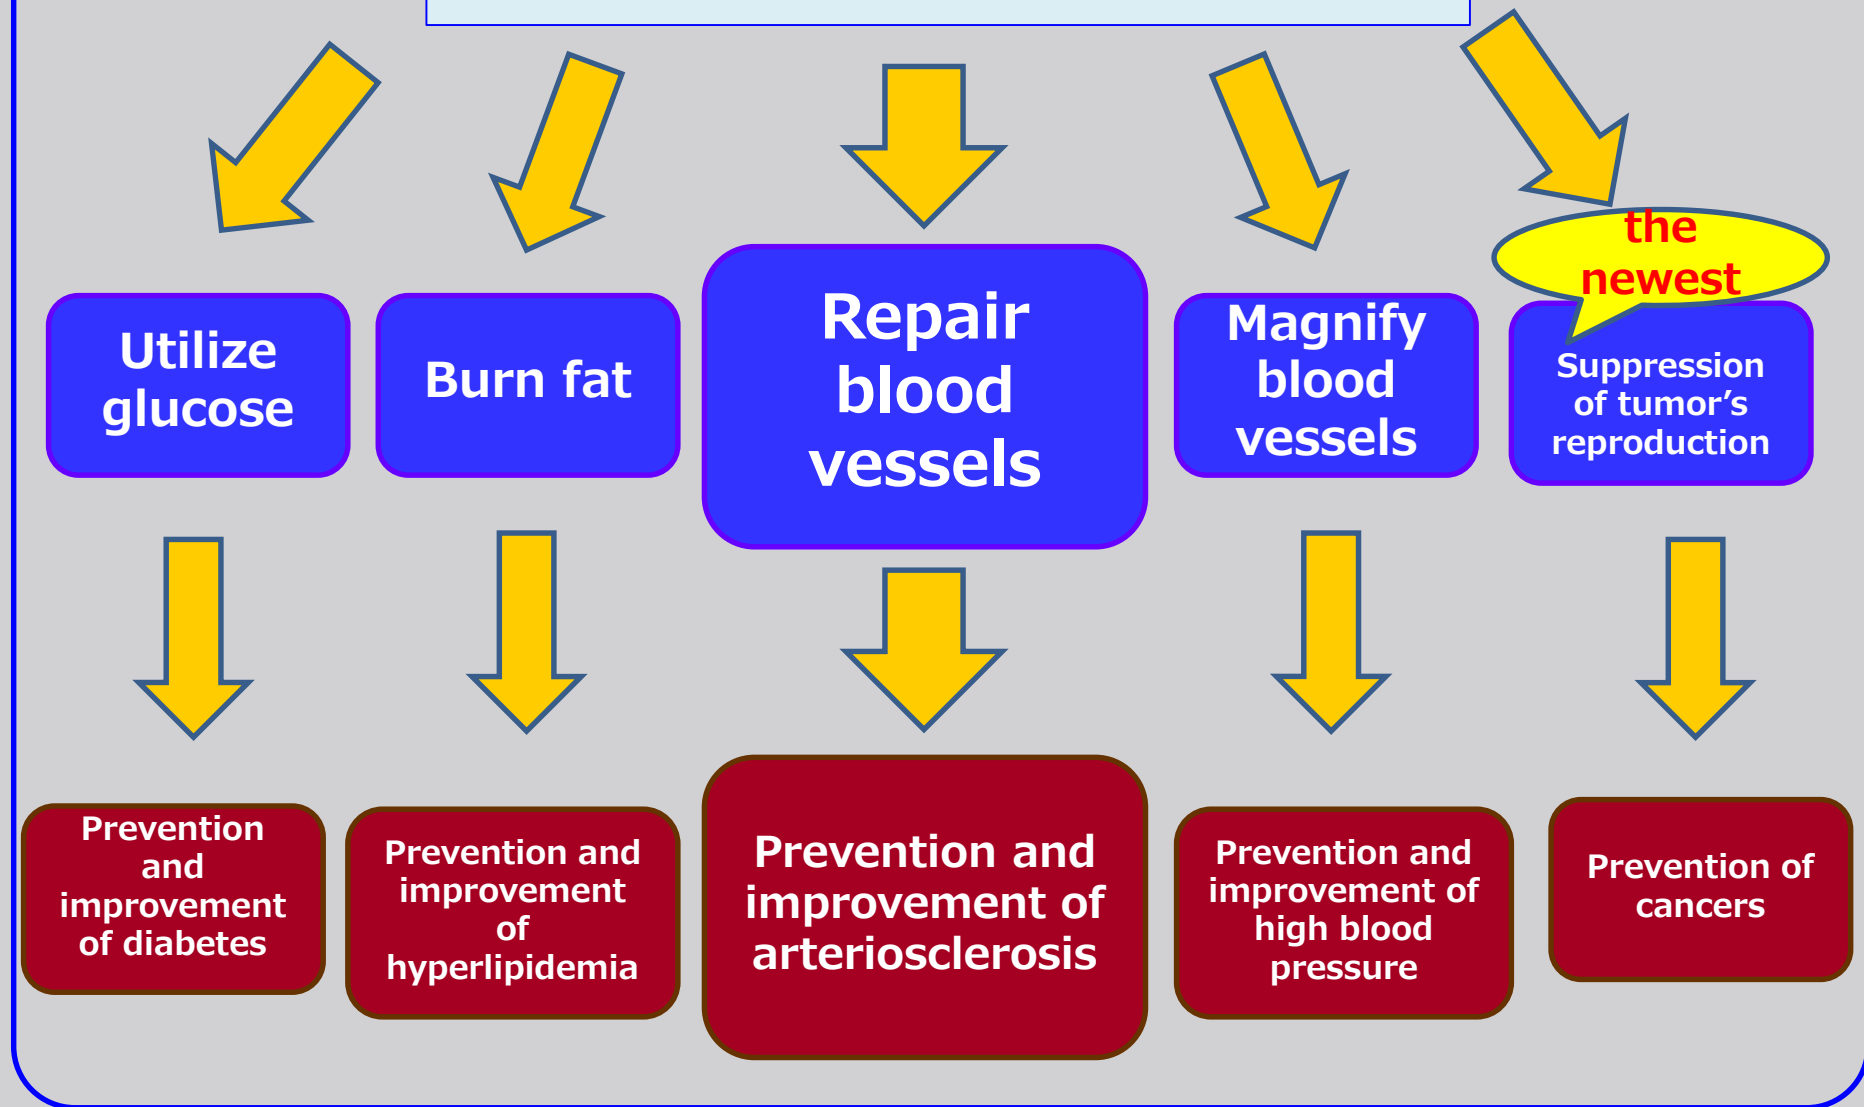 the
newest
Utilize
glucose
Burn fat
Repair
blood
vessels
Magnify
blood
vessels
Suppression
of tumor’s
reproduction
Prevention
and
improvement
of diabetes
Prevention and
improvement
of
hyperlipidemia
Prevention and
improvement of
arteriosclerosis
Prevention and
improvement of
high blood
pressure
Prevention of
cancers